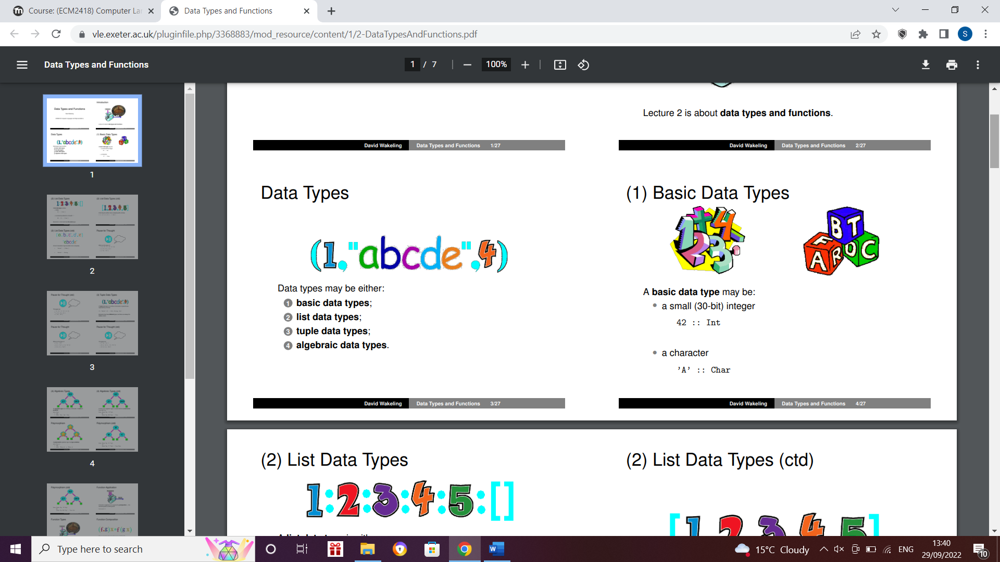 Course: (ECM2418) Computer La
Data Types and Functions
vle.exeter.ac.uk/pluginfile.php/3368883/mod_resource/content/1/2-DataTypesAndFunctions.pdf
S
Data Types and Functions
1 / 7
100%
1
2
3
4
Lecture 2 is about data types and functions.
David Wakeling Data Types and Functions 1/27
David Wakeling Data Types and Functions 2/27
Data Types
(1,"abcde",4)
Data types may be either:
1 basic data types;
2 list data types;
3 tuple data types;
4 algebraic data types.
David Wakeling Data Types and Functions 3/27
(1) Basic Data Types
1 + 4 2 3
B T F A R D C
A basic data type may be:
• a small (30-bit) integer
42 :: Int
• a character
’A’ :: Char
David Wakeling Data Types and Functions 4/27
(2) List Data Types
1:2:3:4:5:[]
(2) List Data Types (ctd)
[1 2 3 4 5]
Type here to search
15°C Cloudy
ENG
13:40
29/09/2022
10